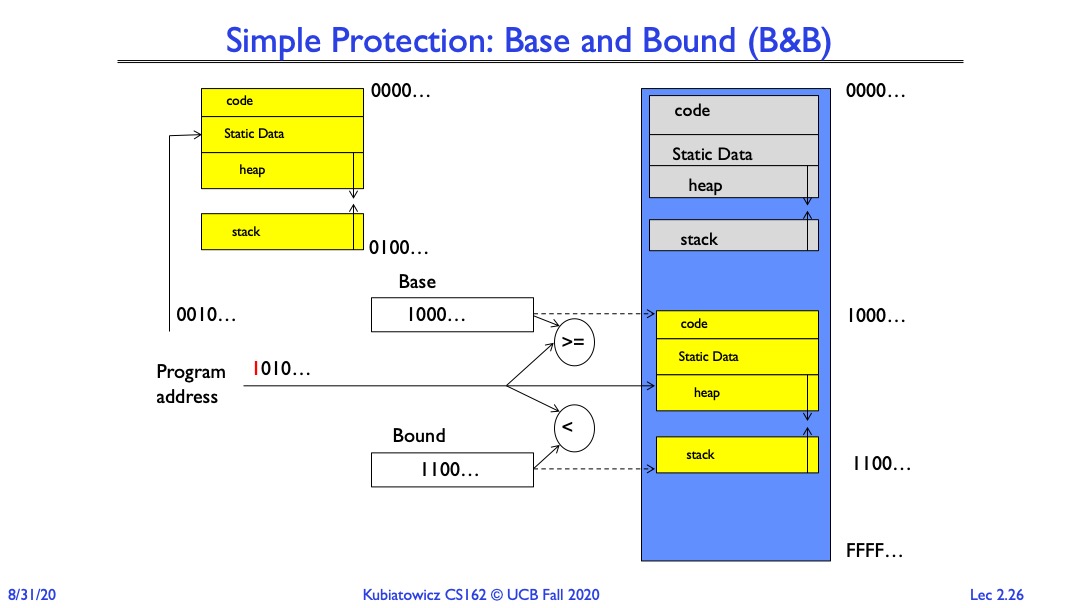 Simple Protection: Base and Bound (B&B)
code
Static Data
heap
stack
0000…
0100…
0010…
Program
address
1010…
Base
1000…
>=
<
Bound
1100…
code
Static Data
heap
stack
code
Static Data
heap
stack
0000…
1000…
1100…
FFFF…
8/31/20
Kubiatowicz CS162 © UCB Fall 2020
Lec 2.26